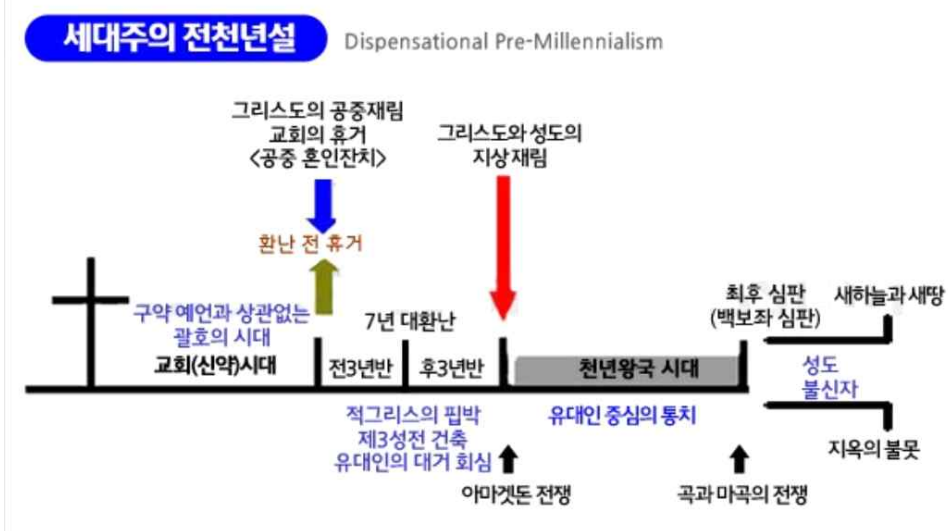 세대주의 전천년설
Dispensational Pre-Millennialism
그리스도의 공중재림
교회의 휴거
<공중 혼인잔치>
그리스도와 성도의
지상재림
환난 전 휴거
구약 예언과 상관없는
괄호의 시대
교회(신약)시대
7년 대환난
전3년반
후3년반
천년왕국 시대
최후 심판
(백보좌 심판)
새하늘과 새땅
성도
불신자
적그리스의 핍박
제3성전 건축
유대인의 대거 회심
유대인 중심의 통치
지옥의 불못
아마겟돈 전쟁
곡과 마곡의 전쟁